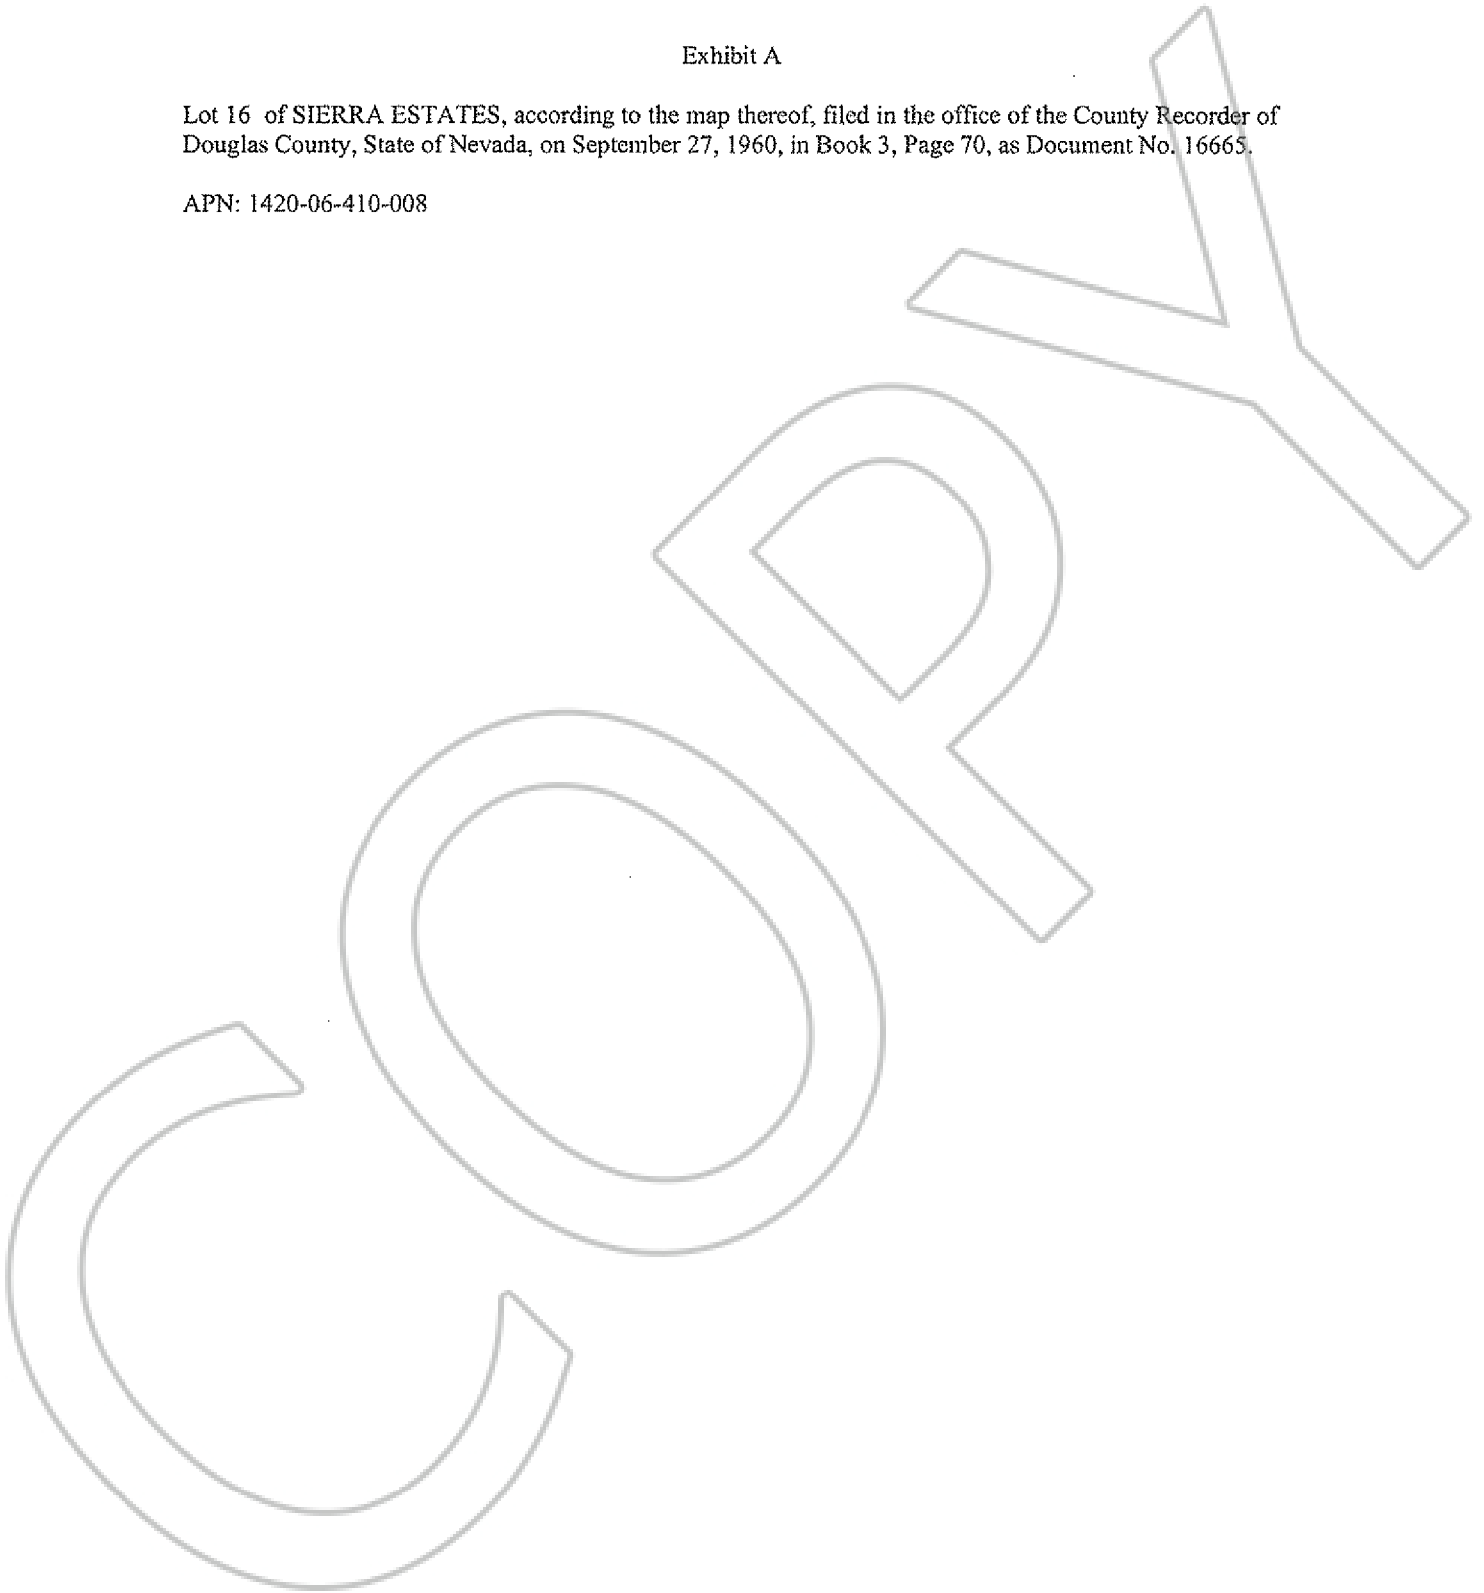 Exhibit A
Lot 16 of SIERRA ESTATES, according to the map thereof, filed in the office of the County Recorder of
Douglas County, State of Nevada, on September 27, 1960, in Book 3, Page 70, as Document No. 16665.
APN: 1420-06-410-008
COPY